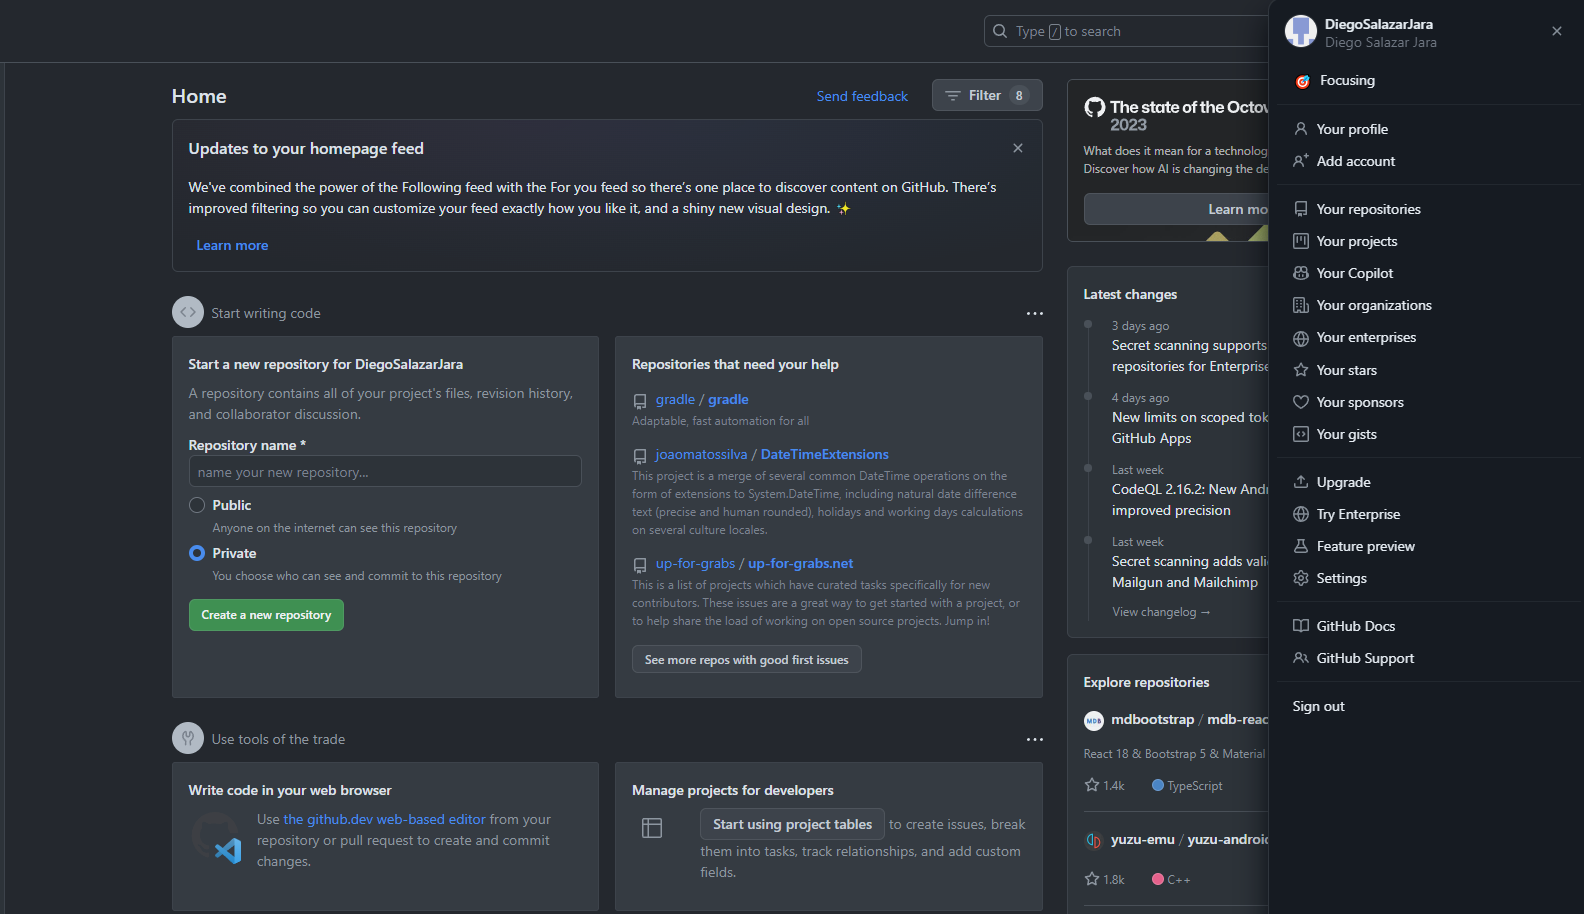 Type / to search
Home
Send feedback
Filter 8
Updates to your homepage feed
We've combined the power of the Following feed with the For you feed so there's one place to discover content on GitHub. There's
improved filtering so you can customize your feed exactly how you like it, and a shiny new visual design. ✨
Learn more
Start writing code
Start a new repository for DiegoSalazarJara
A repository contains all of your project's files, revision history,
and collaborator discussion.
Repository name *
name your new repository...
Public
Anyone on the internet can see this repository
Private
You choose who can see and commit to this repository
Create a new repository
Repositories that need your help
gradle / gradle
Adaptable, fast automation for all
joaomatossilva / DateTimeExtensions
This project is a merge of several common DateTime operations on the
form of extensions to System.DateTime, including natural date difference
text (precise and human rounded), holidays and working days calculations
on several culture locales.
up-for-grabs / up-for-grabs.net
This is a list of projects which have curated tasks specifically for new
contributors. These issues are a great way to get started with a project, or
to help share the load of working on open source projects. Jump in!
See more repos with good first issues
Use tools of the trade
Write code in your web browser
Use the github.dev web-based editor from your
repository or pull request to create and commit
changes.
Manage projects for developers
Start using project tables to create issues, break
them into tasks, track relationships, and add custom
fields.
The state of the Octov
2023
What does it mean for a technolog
Discover how AI is changing the de
Learn mo
Latest changes
3 days ago
Secret scanning supports
repositories for Enterprise
4 days ago
New limits on scoped tok
GitHub Apps
Last week
CodeQL 2.16.2: New Andr
improved precision
Last week
Secret scanning adds vali
Mailgun and Mailchimp
View changelog →
Explore repositories
MDB
mdbootstrap / mdb-reac
React 18 & Bootstrap 5 & Material
1.4k TypeScript
yuzu-emu / yuzu-androic
1.8k C++
DiegoSalazarJara
Diego Salazar Jara
Focusing
Your profile
Add account
Your repositories
Your projects
Your Copilot
Your organizations
Your enterprises
Your stars
Your sponsors
Your gists
Upgrade
Try Enterprise
Feature preview
Settings
GitHub Docs
GitHub Support
Sign out